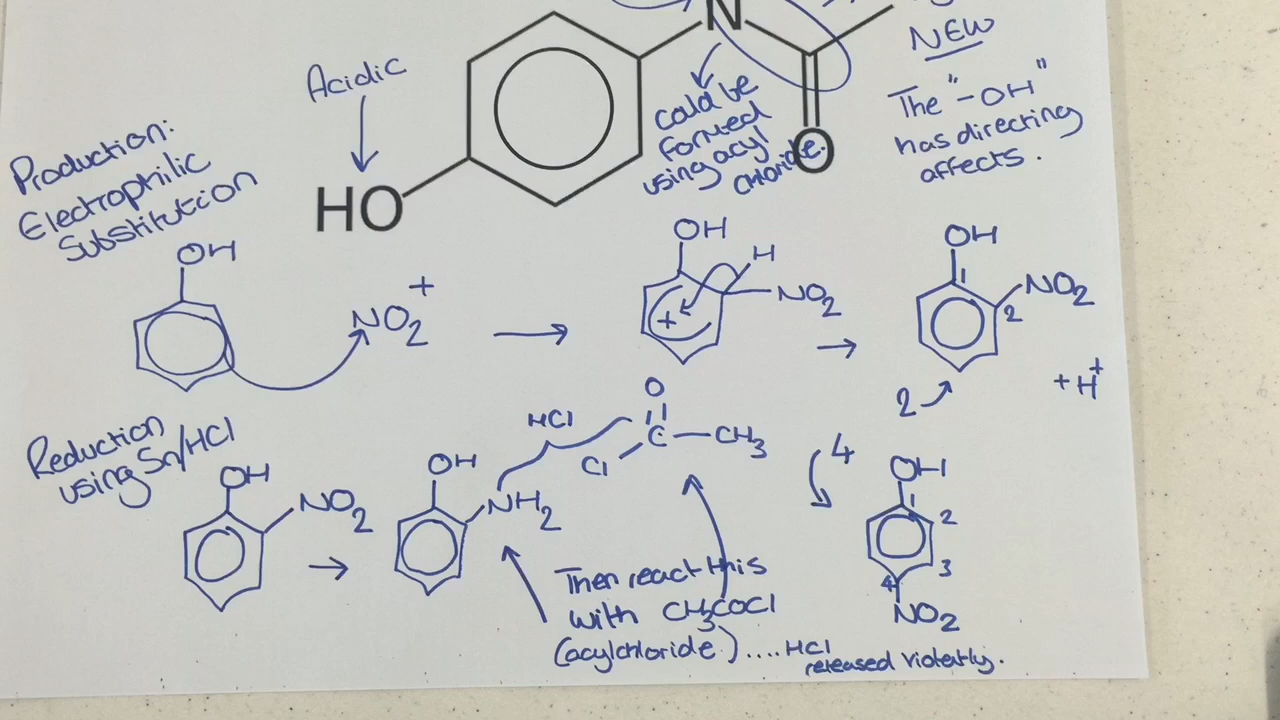 N
NEW
The "-OH"
has directing
affects.
Acidic
could be
formed
using acyl
chloride.
O
HO
Production:
Electrophilic
Substitution
OH
NO2+
OH
H
NO2
+
OH
NO2
2
2
+H+
Reduction
using Sn/HCl
OH
NO2
OH
NH2
HCl
O
C-CH3
Cl
4
OH
2
3
4
NO2
Then react this
with CH3COCl
(acylchloride)....HCl
released violently.